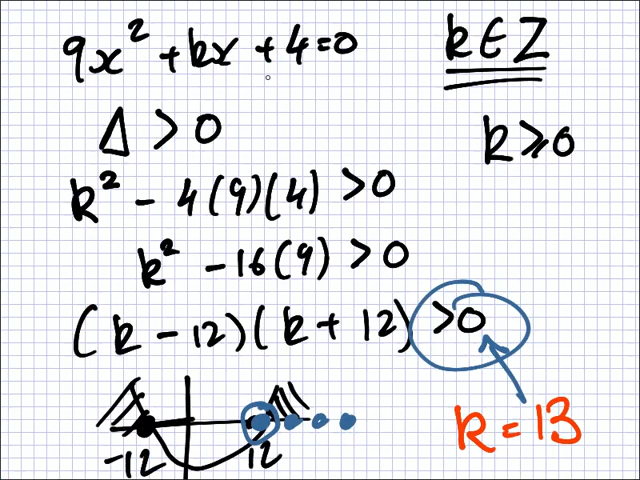 9x² + kx + 4 = 0
k ∈ Z
Δ > 0
k ≥ 0
k² - 4(9)(4) > 0
k² - 16(9) > 0
(k - 12)(k + 12) > 0
k = 13
-12
12